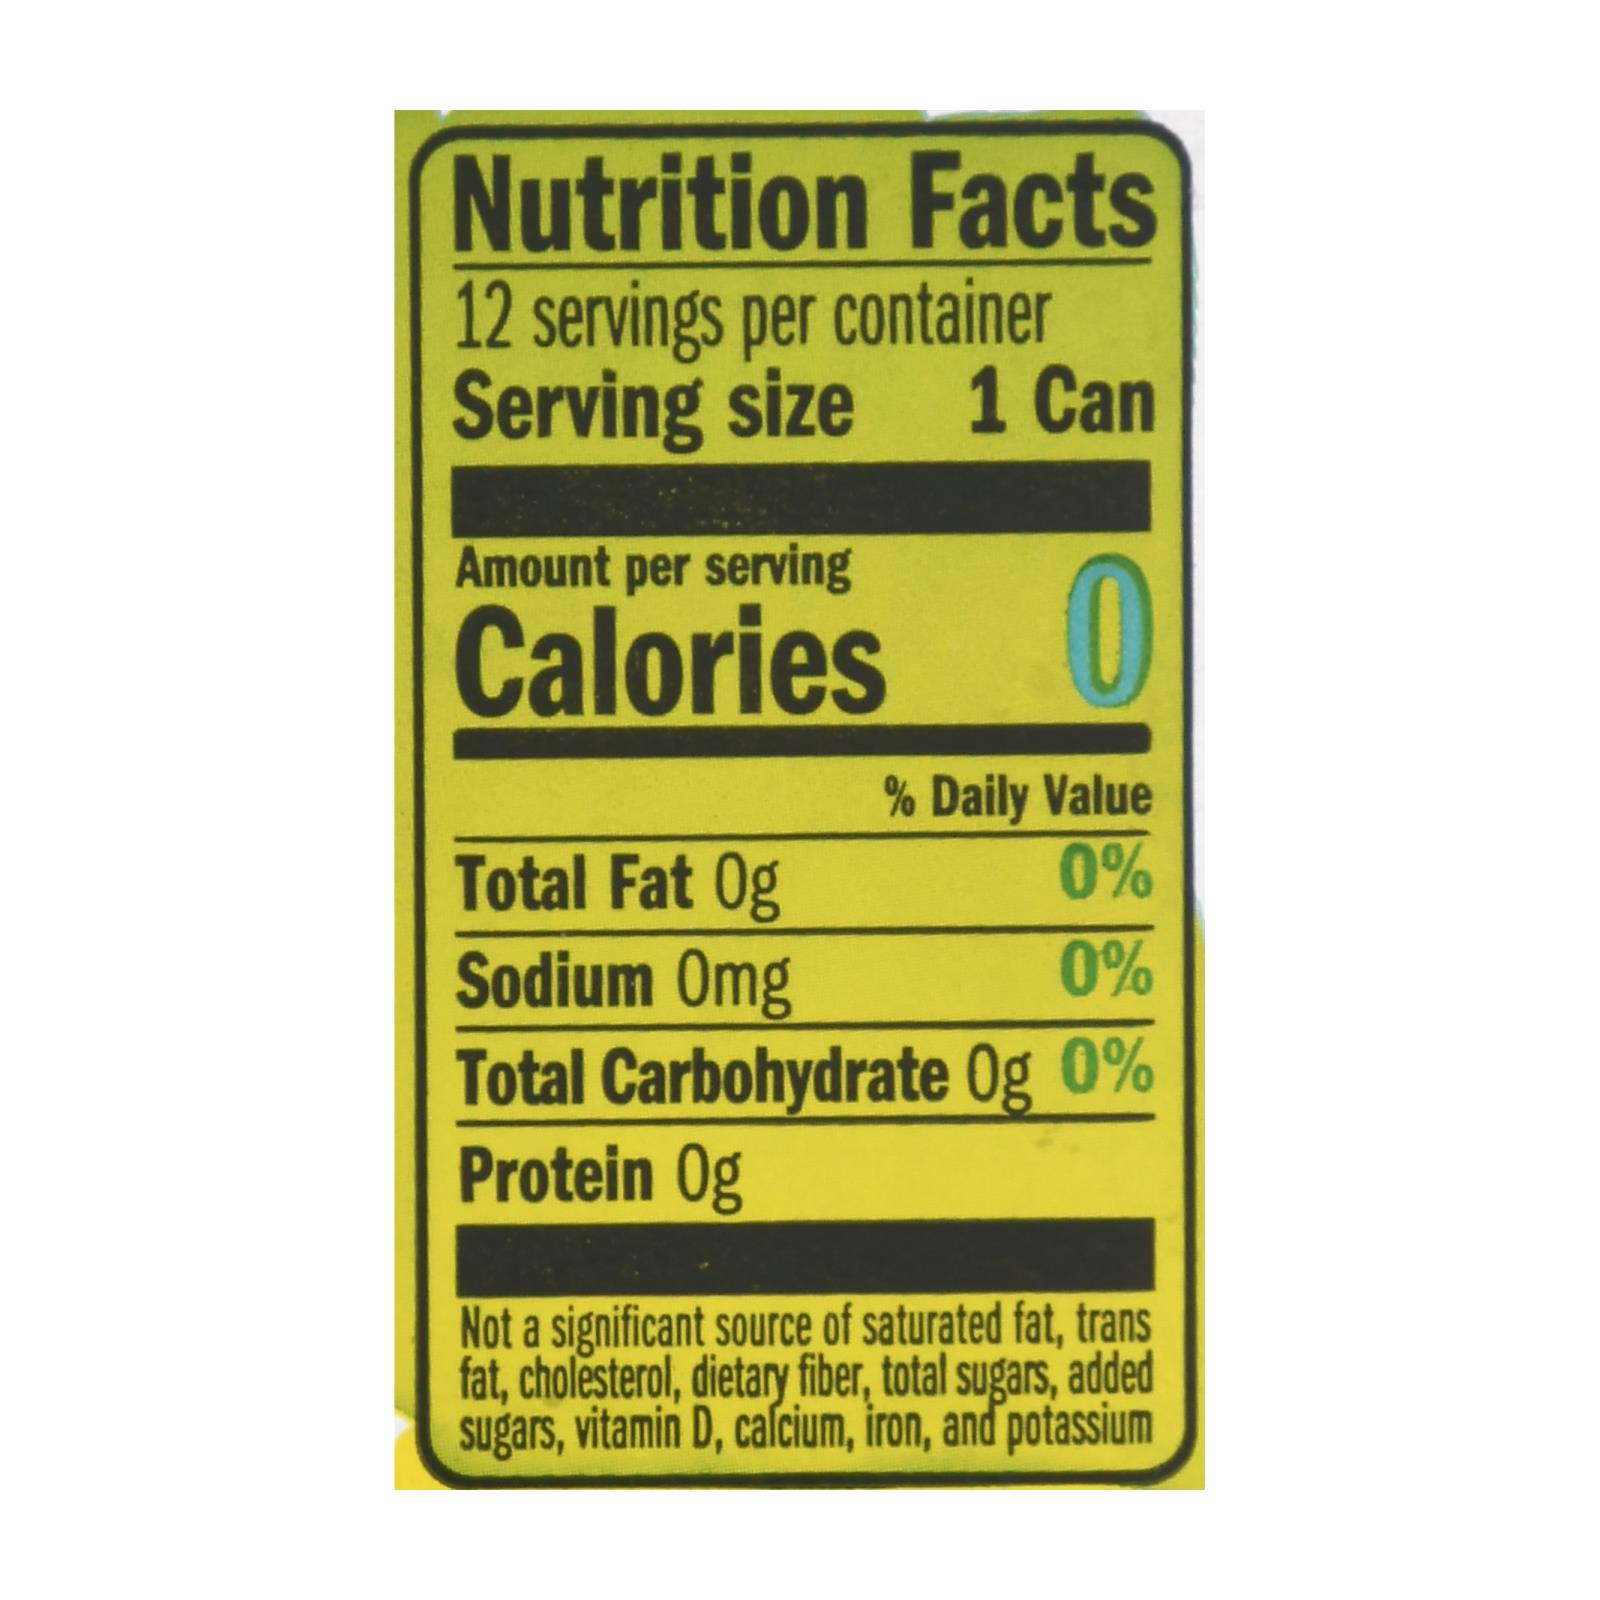 Nutrition Facts
12 servings per container
Serving size 1 Can
Amount per serving
Calories 0
% Daily Value
Total Fat 0g 0%
Sodium 0mg 0%
Total Carbohydrate 0g 0%
Protein 0g
Not a significant source of saturated fat, trans
fat, cholesterol, dietary fiber, total sugars, added
sugars, vitamin D, calcium, iron, and potassium